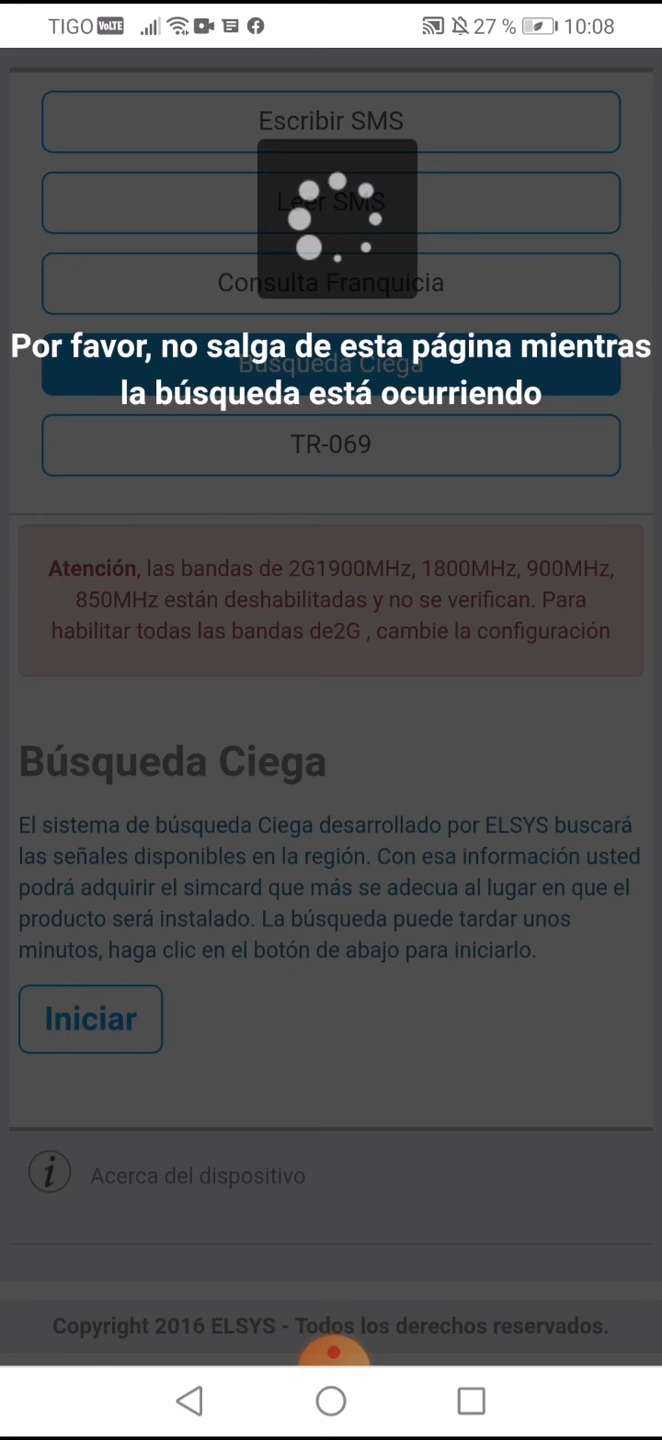 TIGO VoLTE 27 % 10:08
Escribir SMS
Leer SMS
Consulta Franquicia
Por favor, no salga de esta página mientras
Búsqueda Ciega
la búsqueda está ocurriendo
TR-069
Atención, las bandas de 2G1900MHz, 1800MHz, 900MHz,
850MHz están deshabilitadas y no se verifican. Para
habilitar todas las bandas de2G , cambie la configuración
Búsqueda Ciega
El sistema de búsqueda Ciega desarrollado por ELSYS buscará
las señales disponibles en la región. Con esa información usted
podrá adquirir el simcard que más se adecua al lugar en que el
producto será instalado. La búsqueda puede tardar unos
minutos, haga clic en el botón de abajo para iniciarlo.
Iniciar
Acerca del dispositivo
Copyright 2016 ELSYS - Todos los derechos reservados.